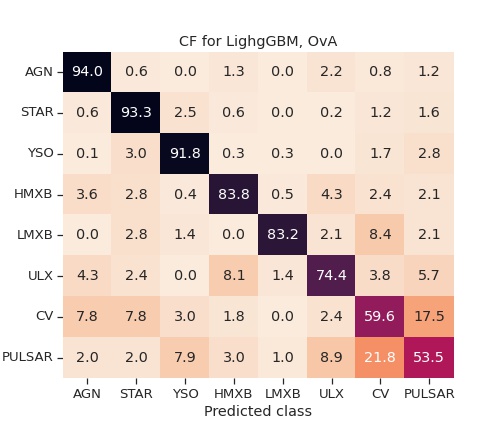 CF for LighgGBM, OvA
AGN 94.0 0.6 0.0 1.3 0.0 2.2 0.8 1.2
STAR 0.6 93.3 2.5 0.6 0.0 0.2 1.2 1.6
YSO 0.1 3.0 91.8 0.3 0.3 0.0 1.7 2.8
HMXB 3.6 2.8 0.4 83.8 0.5 4.3 2.4 2.1
LMXB 0.0 2.8 1.4 0.0 83.2 2.1 8.4 2.1
ULX 4.3 2.4 0.0 8.1 1.4 74.4 3.8 5.7
CV 7.8 7.8 3.0 1.8 0.0 2.4 59.6 17.5
PULSAR 2.0 2.0 7.9 3.0 1.0 8.9 21.8 53.5
AGN STAR YSO HMXB LMXB ULX CV PULSAR
Predicted class